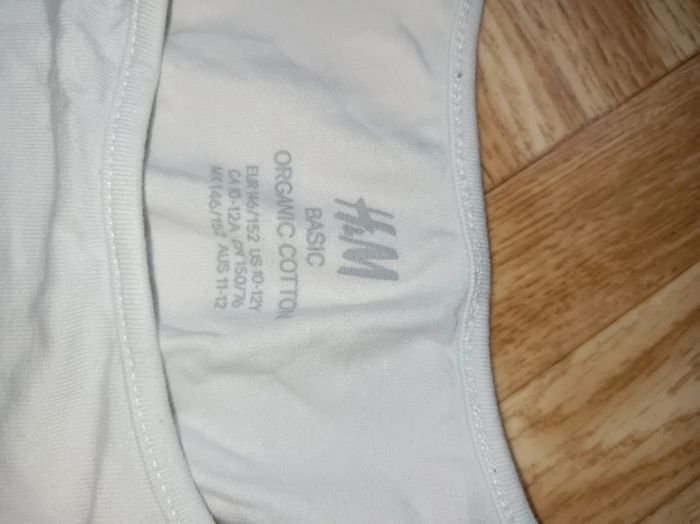 H&M
BASIC
ORGANIC COTTON
EUR 146/152 US 10-12Y
CA 10-12A CN 150/76
MX 146/152 AUS 11-12